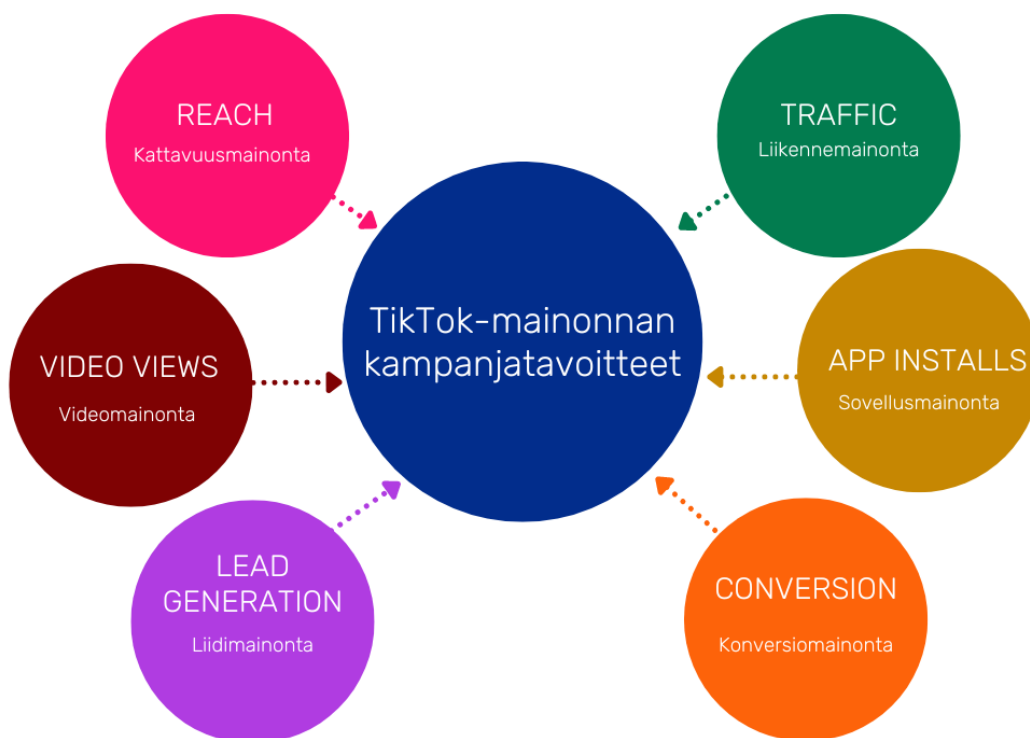 REACH
Kattavuusmainonta
TRAFFIC
Liikennemainonta
TikTok-mainonnan
kampanjatavoitteet
VIDEO VIEWS
Videomainonta
APP INSTALLS
Sovellusmainonta
LEAD
GENERATION
Liidimainonta
CONVERSION
Konversiomainonta